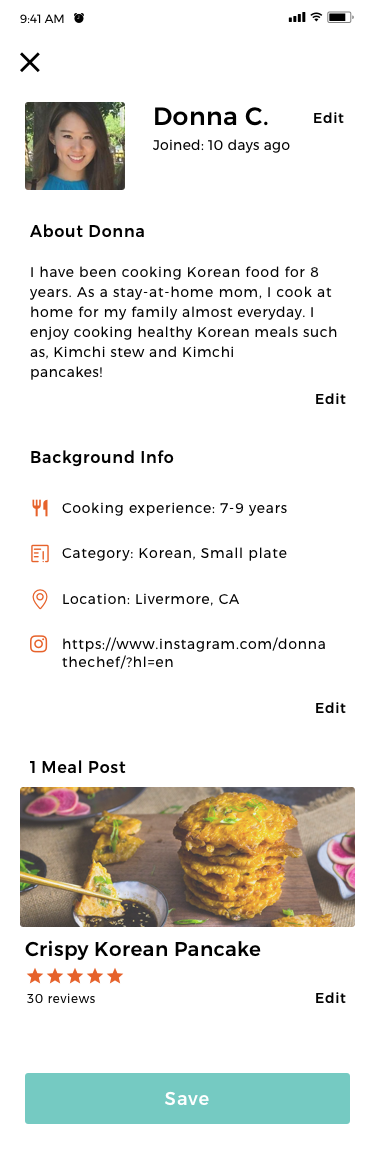 9:41 AM
Donna C.
Edit
Joined: 10 days ago
About Donna
I have been cooking Korean food for 8
years. As a stay-at-home mom, I cook at
home for my family almost everyday. I
enjoy cooking healthy Korean meals such
as, Kimchi stew and Kimchi
pancakes!
Edit
Background Info
Cooking experience: 7-9 years
Category: Korean, Small plate
Location: Livermore, CA
https://www.instagram.com/donna
thechef/?hl=en
Edit
1 Meal Post
Crispy Korean Pancake
30 reviews
Edit
Save